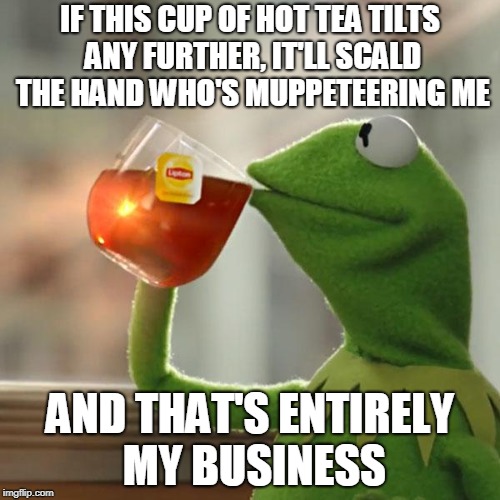 IF THIS CUP OF HOT TEA TILTS
ANY FURTHER, IT'LL SCALD
THE HAND WHO'S MUPPETEERING ME
Lipton
AND THAT'S ENTIRELY
MY BUSINESS
imgflip.com